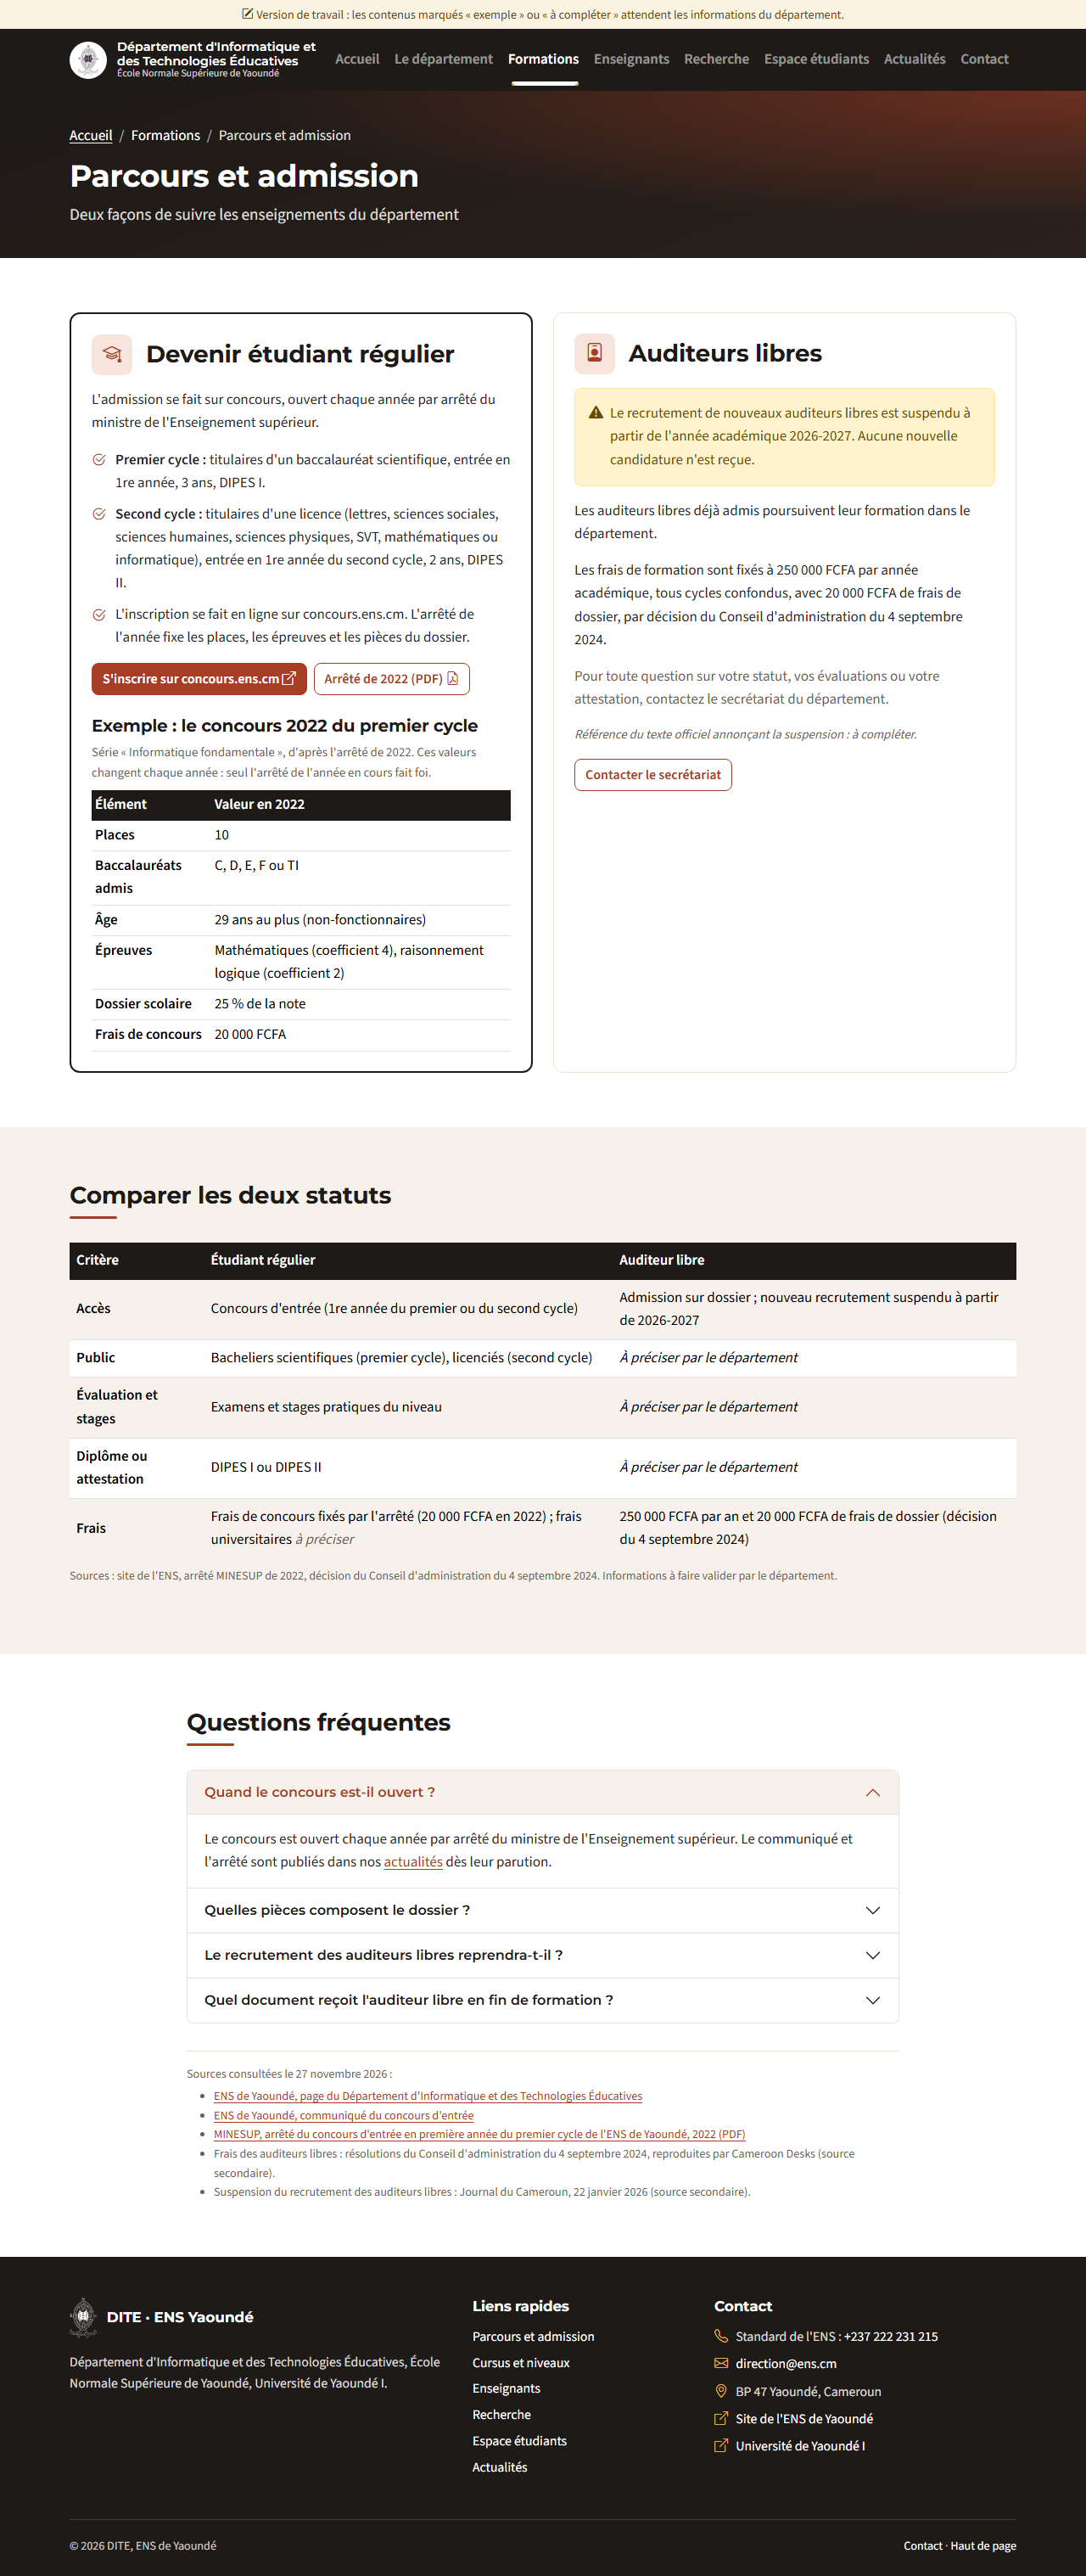 Version de travail : les contenus marqués « exemple » ou « à compléter » attendent les informations du département.
Département d'Informatique et
des Technologies Éducatives
École Normale Supérieure de Yaoundé
Accueil Le département Formations Enseignants Recherche Espace étudiants Actualités Contact
Accueil / Formations / Parcours et admission
Parcours et admission
Deux façons de suivre les enseignements du département
Devenir étudiant régulier
L'admission se fait sur concours, ouvert chaque année par arrêté du
ministre de l'Enseignement supérieur.
Premier cycle : titulaires d'un baccalauréat scientifique, entrée en
1re année, 3 ans, DIPES I.
Second cycle : titulaires d'une licence (lettres, sciences sociales,
sciences humaines, sciences physiques, SVT, mathématiques ou
informatique), entrée en 1re année du second cycle, 2 ans, DIPES
II.
L'inscription se fait en ligne sur concours.ens.cm. L'arrêté de
l'année fixe les places, les épreuves et les pièces du dossier.
S'inscrire sur concours.ens.cm
Arrêté de 2022 (PDF)
Exemple : le concours 2022 du premier cycle
Série « Informatique fondamentale », d'après l'arrêté de 2022. Ces valeurs
changent chaque année : seul l'arrêté de l'année en cours fait foi.
Élément Valeur en 2022
Places 10
Baccalauréats
admis
C, D, E, F ou TI
Âge 29 ans au plus (non-fonctionnaires)
Épreuves Mathématiques (coefficient 4), raisonnement
logique (coefficient 2)
Dossier scolaire 25 % de la note
Frais de concours 20 000 FCFA
Auditeurs libres
Le recrutement de nouveaux auditeurs libres est suspendu à
partir de l'année académique 2026-2027. Aucune nouvelle
candidature n'est reçue.
Les auditeurs libres déjà admis poursuivent leur formation dans le
département.
Les frais de formation sont fixés à 250 000 FCFA par année
académique, tous cycles confondus, avec 20 000 FCFA de frais de
dossier, par décision du Conseil d'administration du 4 septembre
2024.
Pour toute question sur votre statut, vos évaluations ou votre
attestation, contactez le secrétariat du département.
Référence du texte officiel annonçant la suspension : à compléter.
Contacter le secrétariat
Comparer les deux statuts
Critère Étudiant régulier Auditeur libre
Accès Concours d'entrée (1re année du premier ou du second cycle) Admission sur dossier ; nouveau recrutement suspendu à partir
de 2026-2027
Public Bacheliers scientifiques (premier cycle), licenciés (second cycle) À préciser par le département
Évaluation et
stages
Examens et stages pratiques du niveau À préciser par le département
Diplôme ou
attestation
DIPES I ou DIPES II À préciser par le département
Frais
Frais de concours fixés par l'arrêté (20 000 FCFA en 2022) ; frais
universitaires à préciser
250 000 FCFA par an et 20 000 FCFA de frais de dossier (décision
du 4 septembre 2024)
Sources : site de l'ENS, arrêté MINESUP de 2022, décision du Conseil d'administration du 4 septembre 2024. Informations à faire valider par le département.
Questions fréquentes
Quand le concours est-il ouvert ?
Le concours est ouvert chaque année par arrêté du ministre de l'Enseignement supérieur. Le communiqué et
l'arrêté sont publiés dans nos actualités dès leur parution.
Quelles pièces composent le dossier ?
Le recrutement des auditeurs libres reprendra-t-il ?
Quel document reçoit l'auditeur libre en fin de formation ?
Sources consultées le 27 novembre 2026 :
ENS de Yaoundé, page du Département d'Informatique et des Technologies Éducatives
ENS de Yaoundé, communiqué du concours d'entrée
MINESUP, arrêté du concours d'entrée en première année du premier cycle de l'ENS de Yaoundé, 2022 (PDF)
Frais des auditeurs libres : résolutions du Conseil d'administration du 4 septembre 2024, reproduites par Cameroon Desks (source
secondaire).
Suspension du recrutement des auditeurs libres : Journal du Cameroun, 22 janvier 2026 (source secondaire).
DITE · ENS Yaoundé
Département d'Informatique et des Technologies Éducatives, École
Normale Supérieure de Yaoundé, Université de Yaoundé I.
Liens rapides
Parcours et admission
Cursus et niveaux
Enseignants
Recherche
Espace étudiants
Actualités
Contact
Standard de l'ENS : +237 222 231 215
direction@ens.cm
BP 47 Yaoundé, Cameroun
Site de l'ENS de Yaoundé
Université de Yaoundé I
© 2026 DITE, ENS de Yaoundé
Contact · Haut de page